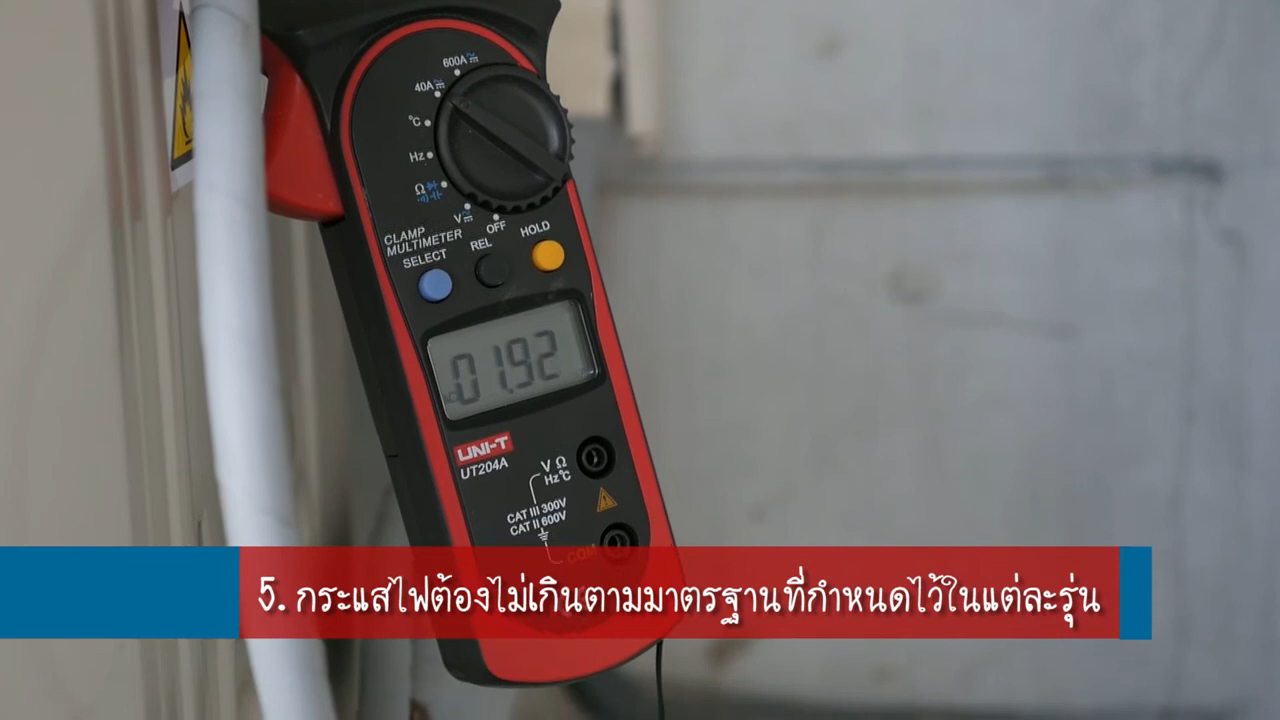 600A
40A
°C
Hz
Ω
V
OFF
CLAMP
MULTIMETER
SELECT
REL
HOLD
01.92
UNI-T
UT204A
V Ω
Hz°C
CAT III 300V
CAT II 600V
COM
5. กระแสไฟต้องไม่เกินตามมาตรฐานที่กำหนดไว้ในแต่ละรุ่น